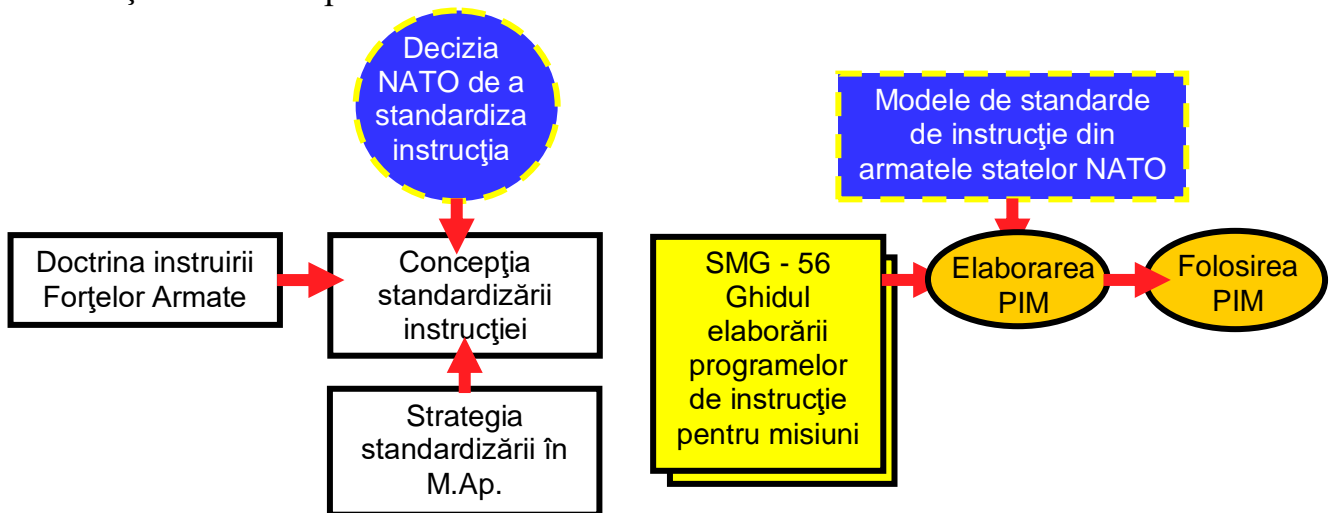 Decizia
NATO de a
standardiza
instrucţia
Modele de standarde
de instrucţie din
armatele statelor NATO
Doctrina instruirii
Forţelor Armate
Concepţia
standardizării
instrucţiei
SMG - 56
Ghidul
elaborării
programelor
de instrucţie
pentru misiuni
Elaborarea
PIM
Folosirea
PIM
Strategia
standardizării în
M.Ap.